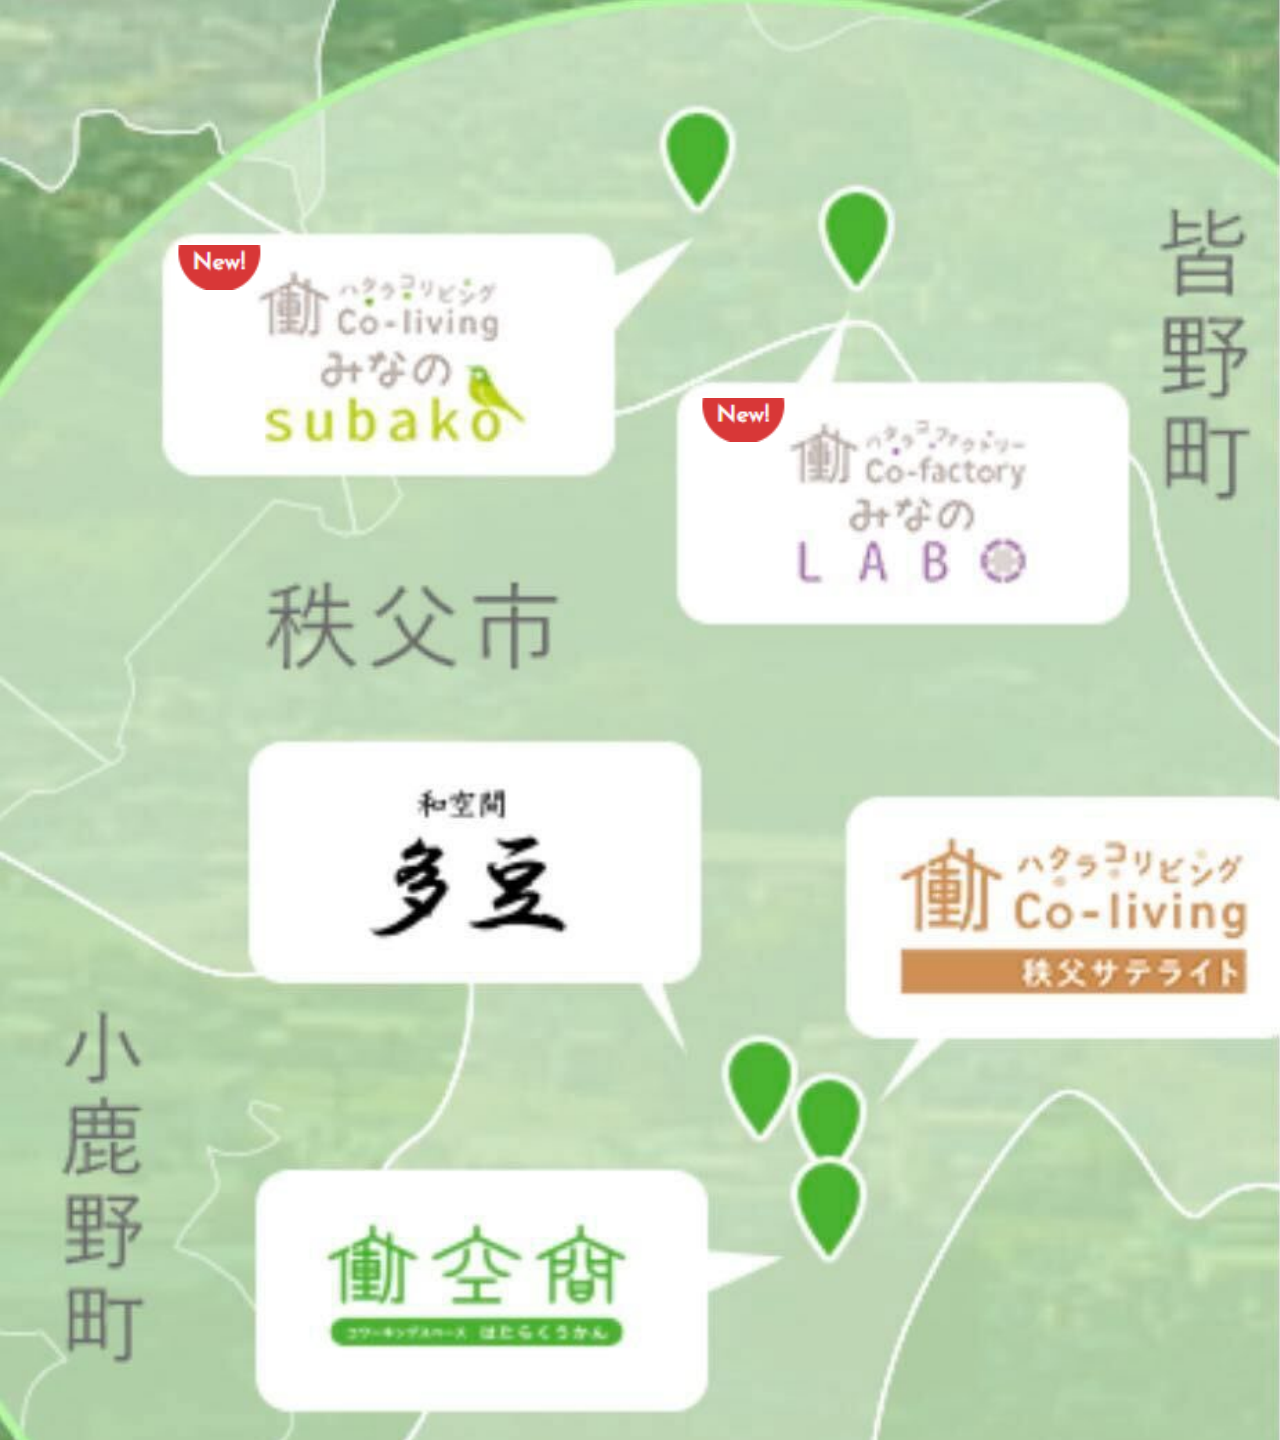 New!
働 ハタラコリビング
Co-living
みなの
subako
New!
働 ハタラコファクトリー
Co-factory
みなの
LABO
皆野町
秩父市
和空間
多豆
働 ハタラコリビング
Co-living
秩父サテライト
小鹿野町
働空間
コワーキングスペース はたらくうかん